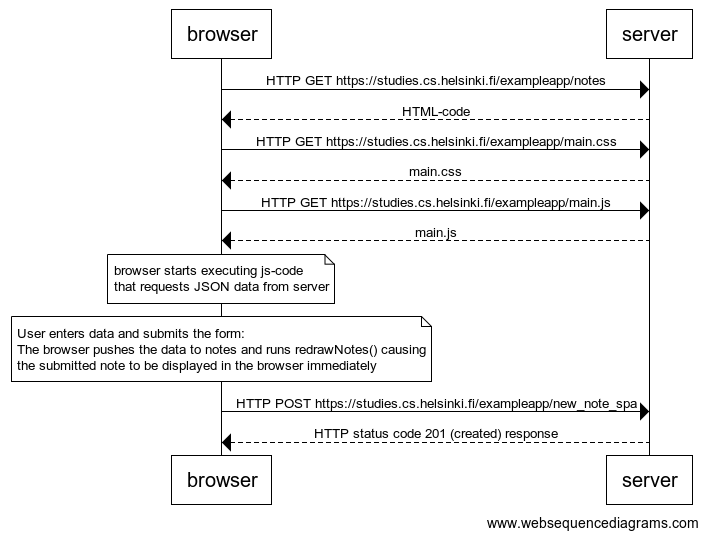 browser
server
HTTP GET https://studies.cs.helsinki.fi/exampleapp/notes
HTML-code
HTTP GET https://studies.cs.helsinki.fi/exampleapp/main.css
main.css
HTTP GET https://studies.cs.helsinki.fi/exampleapp/main.js
main.js
browser starts executing js-code
that requests JSON data from server
User enters data and submits the form:
The browser pushes the data to notes and runs redrawNotes() causing
the submitted note to be displayed in the browser immediately
HTTP POST https://studies.cs.helsinki.fi/exampleapp/new_note_spa
HTTP status code 201 (created) response
browser
server
www.websequencediagrams.com